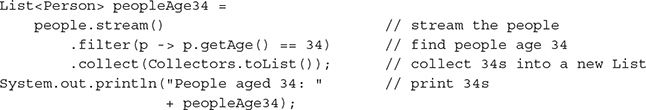 List<Person> peopleAge34 =
    people.stream()                        // stream the people
        .filter(p -> p.getAge() == 34)     // find people age 34
        .collect(Collectors.toList());     // collect 34s into a new List
System.out.println("People aged 34: "      // print 34s
                   + peopleAge34);